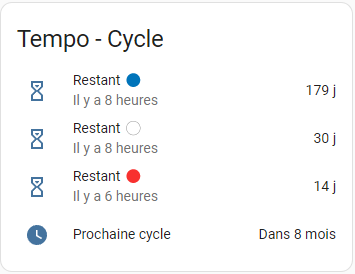 Tempo - Cycle
Restant
Il y a 8 heures
179 j
Restant
Il y a 8 heures
30 j
Restant
Il y a 6 heures
14 j
Prochaine cycle Dans 8 mois